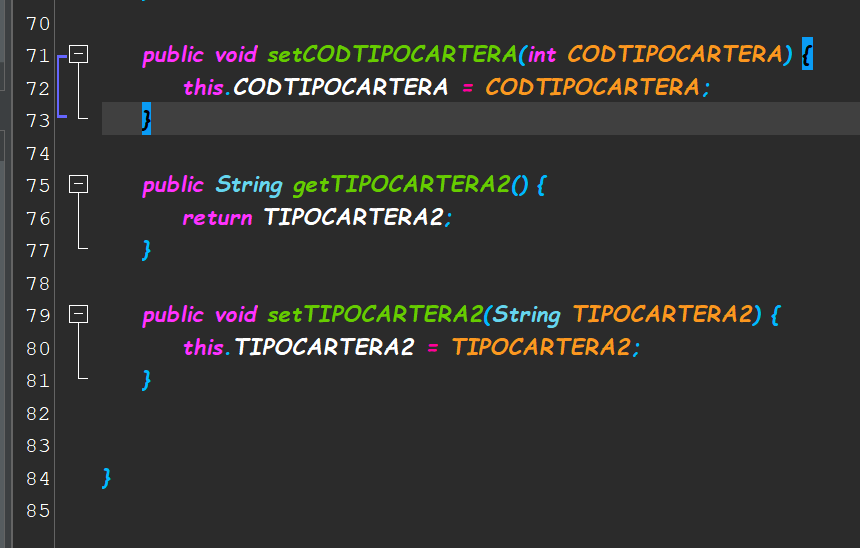 70
71 public void setCODTIPOCARTERA(int CODTIPOCARTERA) {
72 this.CODTIPOCARTERA = CODTIPOCARTERA;
73 }
74
75 public String getTIPOCARTERA2() {
76 return TIPOCARTERA2;
77 }
78
79 public void setTIPOCARTERA2(String TIPOCARTERA2) {
80 this.TIPOCARTERA2 = TIPOCARTERA2;
81 }
82
83
84 }
85